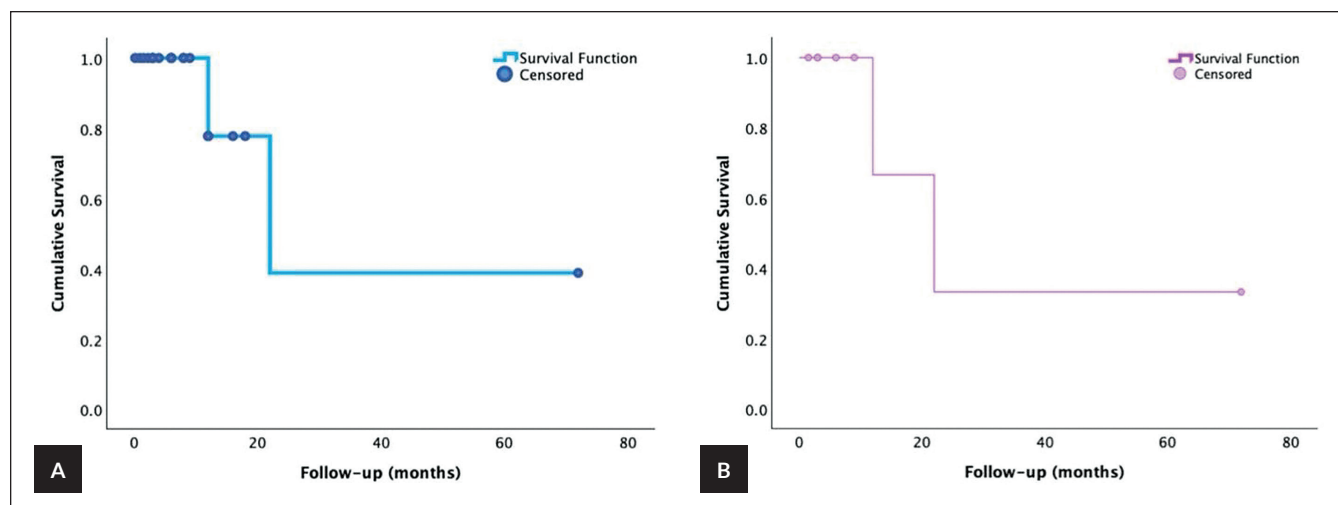 Survival Function
Censored
Cumulative Survival
1.0
0.8
0.6
0.4
0.2
0.0
0 20 40 60 80
Follow-up (months)
A
Survival Function
Censored
Cumulative Survival
1.0
0.8
0.6
0.4
0.2
0.0
0 20 40 60 80
Follow-up (months)
B